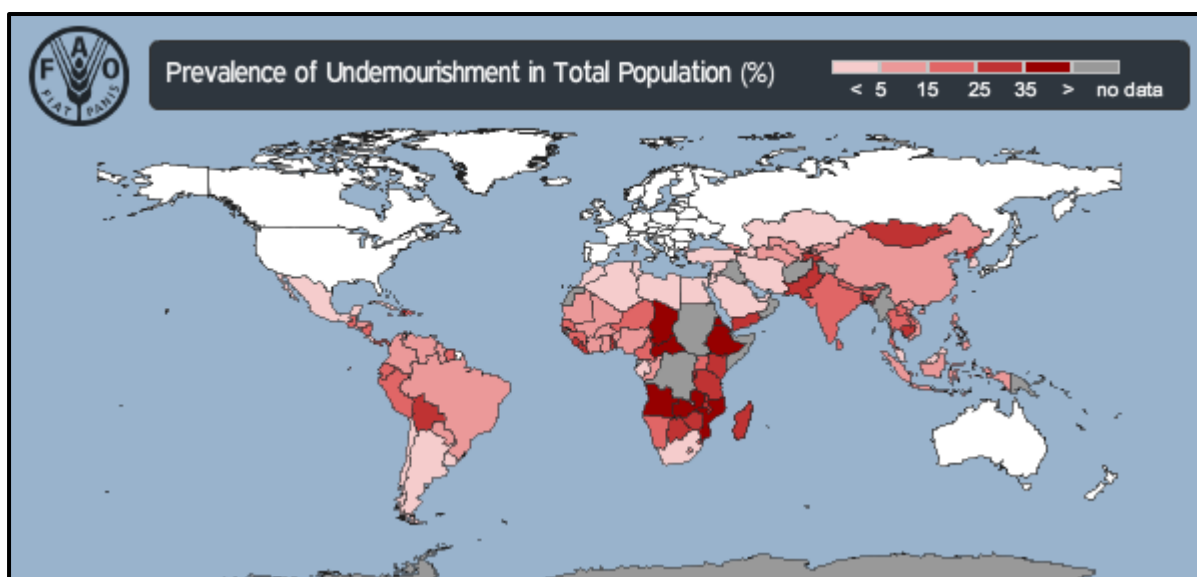 F A O
FIAT PANIS
Prevalence of Undernourishment in Total Population (%)
< 5 15 25 35 > no data